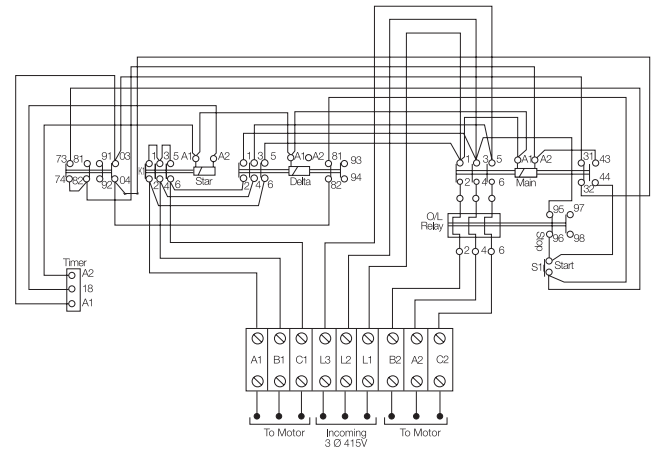 73 81 91 03
74 82 92 04
K1 1 3 5 A1 A2
2 4 6 Star
1 3 5 A1 A2 81 93
2 4 6 Delta 82 94
1 3 5 A1 A2 31 43
2 4 6 Main 32 44
O/L
Relay
95 97
96 98
2 4 6
Stop
S1 Start
Timer
A2
18
A1
A1 B1 C1 L3 L2 L1 B2 A2 C2
To Motor Incoming To Motor
3 Ø 415V